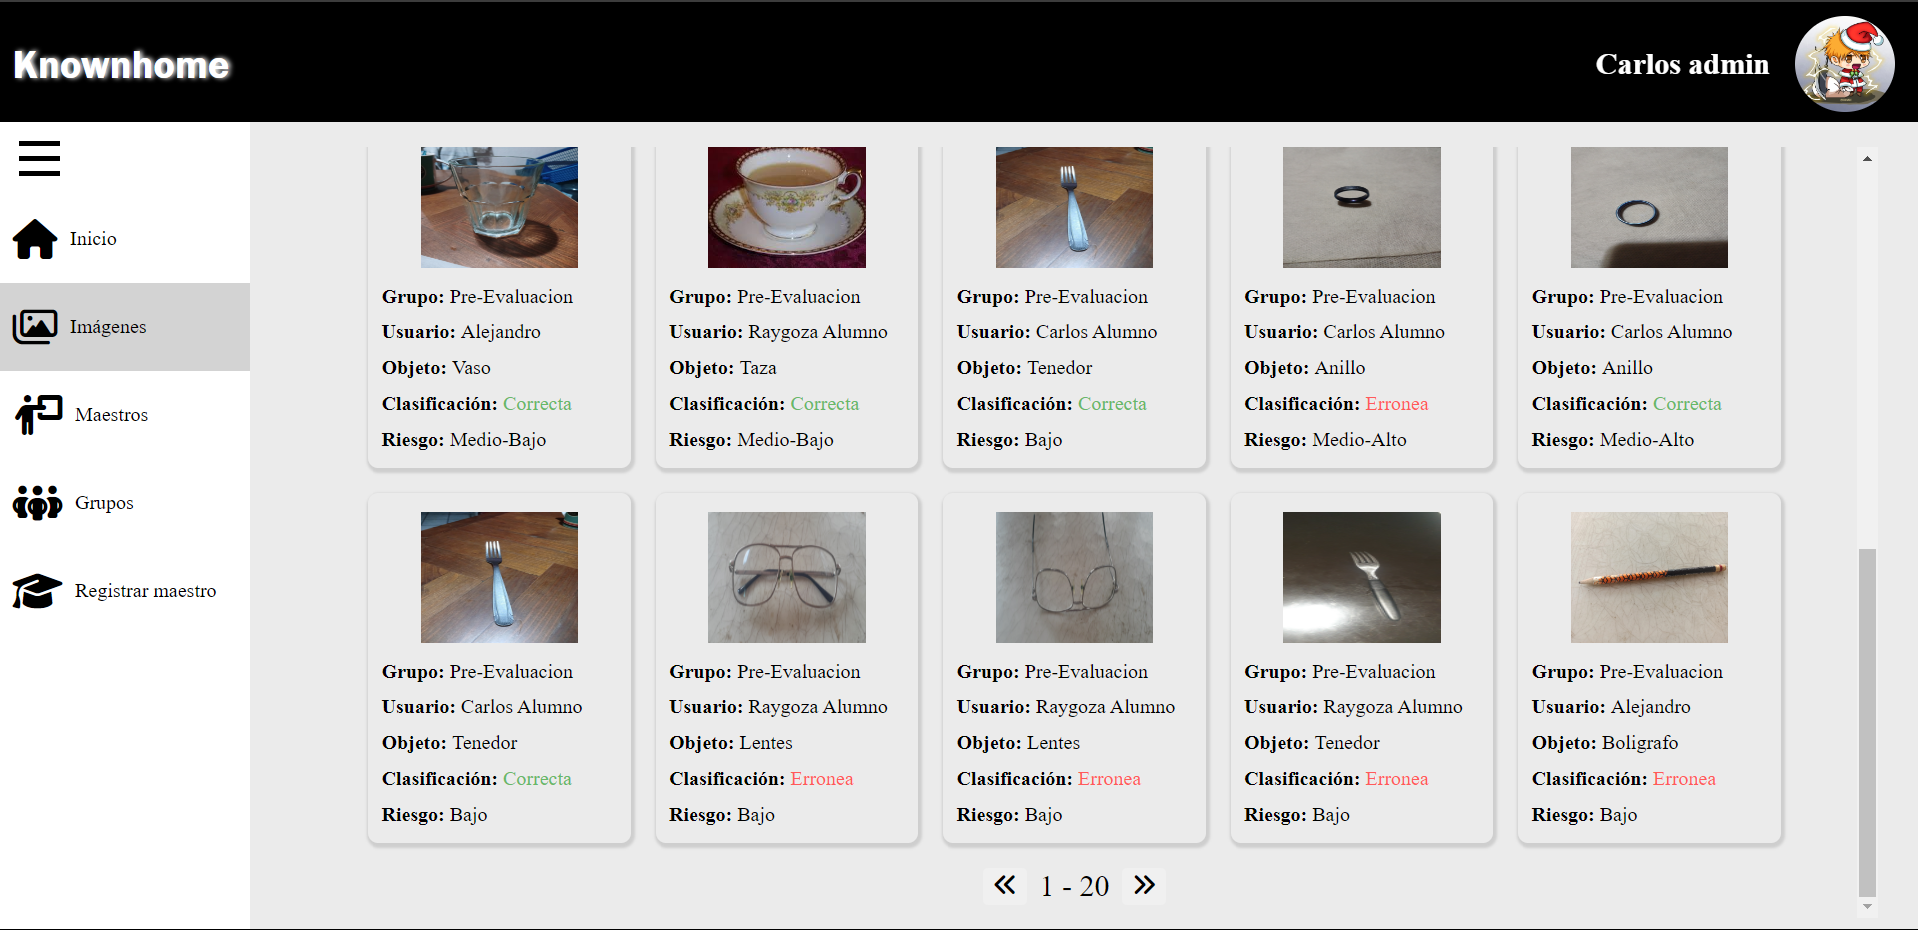 Knownhome
Carlos admin
Inicio
Imágenes
Maestros
Grupos
Registrar maestro
Grupo: Pre-Evaluacion
Usuario: Alejandro
Objeto: Vaso
Clasificación: Correcta
Riesgo: Medio-Bajo
Grupo: Pre-Evaluacion
Usuario: Raygoza Alumno
Objeto: Taza
Clasificación: Correcta
Riesgo: Medio-Bajo
Grupo: Pre-Evaluacion
Usuario: Carlos Alumno
Objeto: Tenedor
Clasificación: Correcta
Riesgo: Bajo
Grupo: Pre-Evaluacion
Usuario: Carlos Alumno
Objeto: Anillo
Clasificación: Erronea
Riesgo: Medio-Alto
Grupo: Pre-Evaluacion
Usuario: Carlos Alumno
Objeto: Anillo
Clasificación: Correcta
Riesgo: Medio-Alto
Grupo: Pre-Evaluacion
Usuario: Carlos Alumno
Objeto: Tenedor
Clasificación: Correcta
Riesgo: Bajo
Grupo: Pre-Evaluacion
Usuario: Raygoza Alumno
Objeto: Lentes
Clasificación: Erronea
Riesgo: Bajo
Grupo: Pre-Evaluacion
Usuario: Raygoza Alumno
Objeto: Lentes
Clasificación: Erronea
Riesgo: Bajo
Grupo: Pre-Evaluacion
Usuario: Raygoza Alumno
Objeto: Tenedor
Clasificación: Erronea
Riesgo: Bajo
Grupo: Pre-Evaluacion
Usuario: Alejandro
Objeto: Boligrafo
Clasificación: Erronea
Riesgo: Bajo
1 - 20